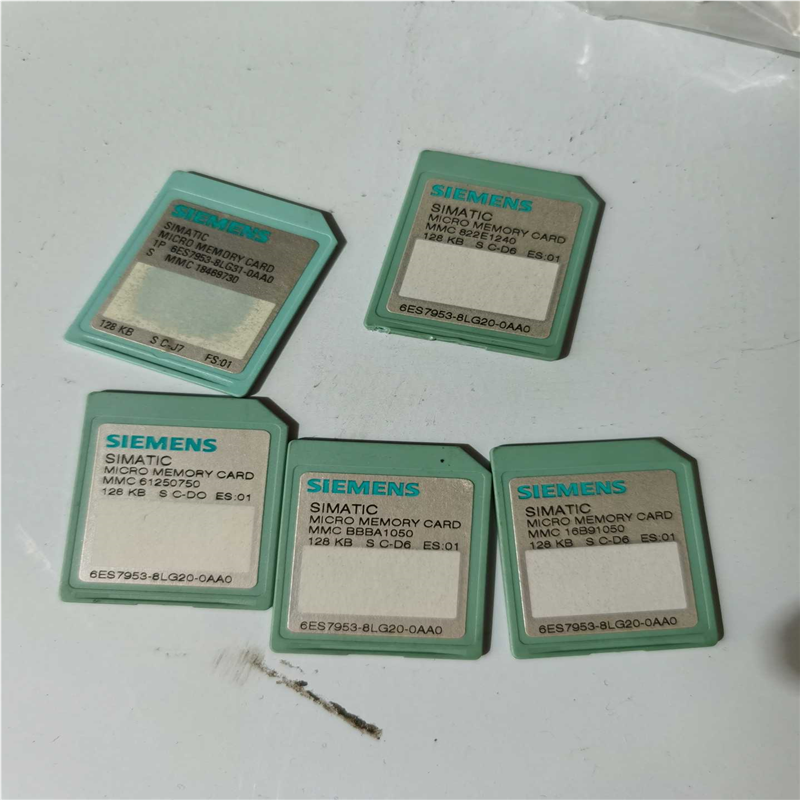 SIEMENS
SIMATIC
MICRO MEMORY CARD
1P 6ES7953-8LG31-0AA0
S MMC 18469730
128 KB S C-J7 ES:01
SIEMENS
SIMATIC
MICRO MEMORY CARD
MMC 822E1240
128 KB S C-D6 ES:01
6ES7953-8LG20-0AA0
SIEMENS
SIMATIC
MICRO MEMORY CARD
MMC 61250750
128 KB S C-DO ES:01
6ES7953-8LG20-0AA0
SIEMENS
SIMATIC
MICRO MEMORY CARD
MMC BBBA1050
128 KB S C-D6 ES:01
6ES7953-8LG20-0AA0
SIEMENS
SIMATIC
MICRO MEMORY CARD
MMC 16B91050
128 KB S C-D6 ES:01
6ES7953-8LG20-0AA0